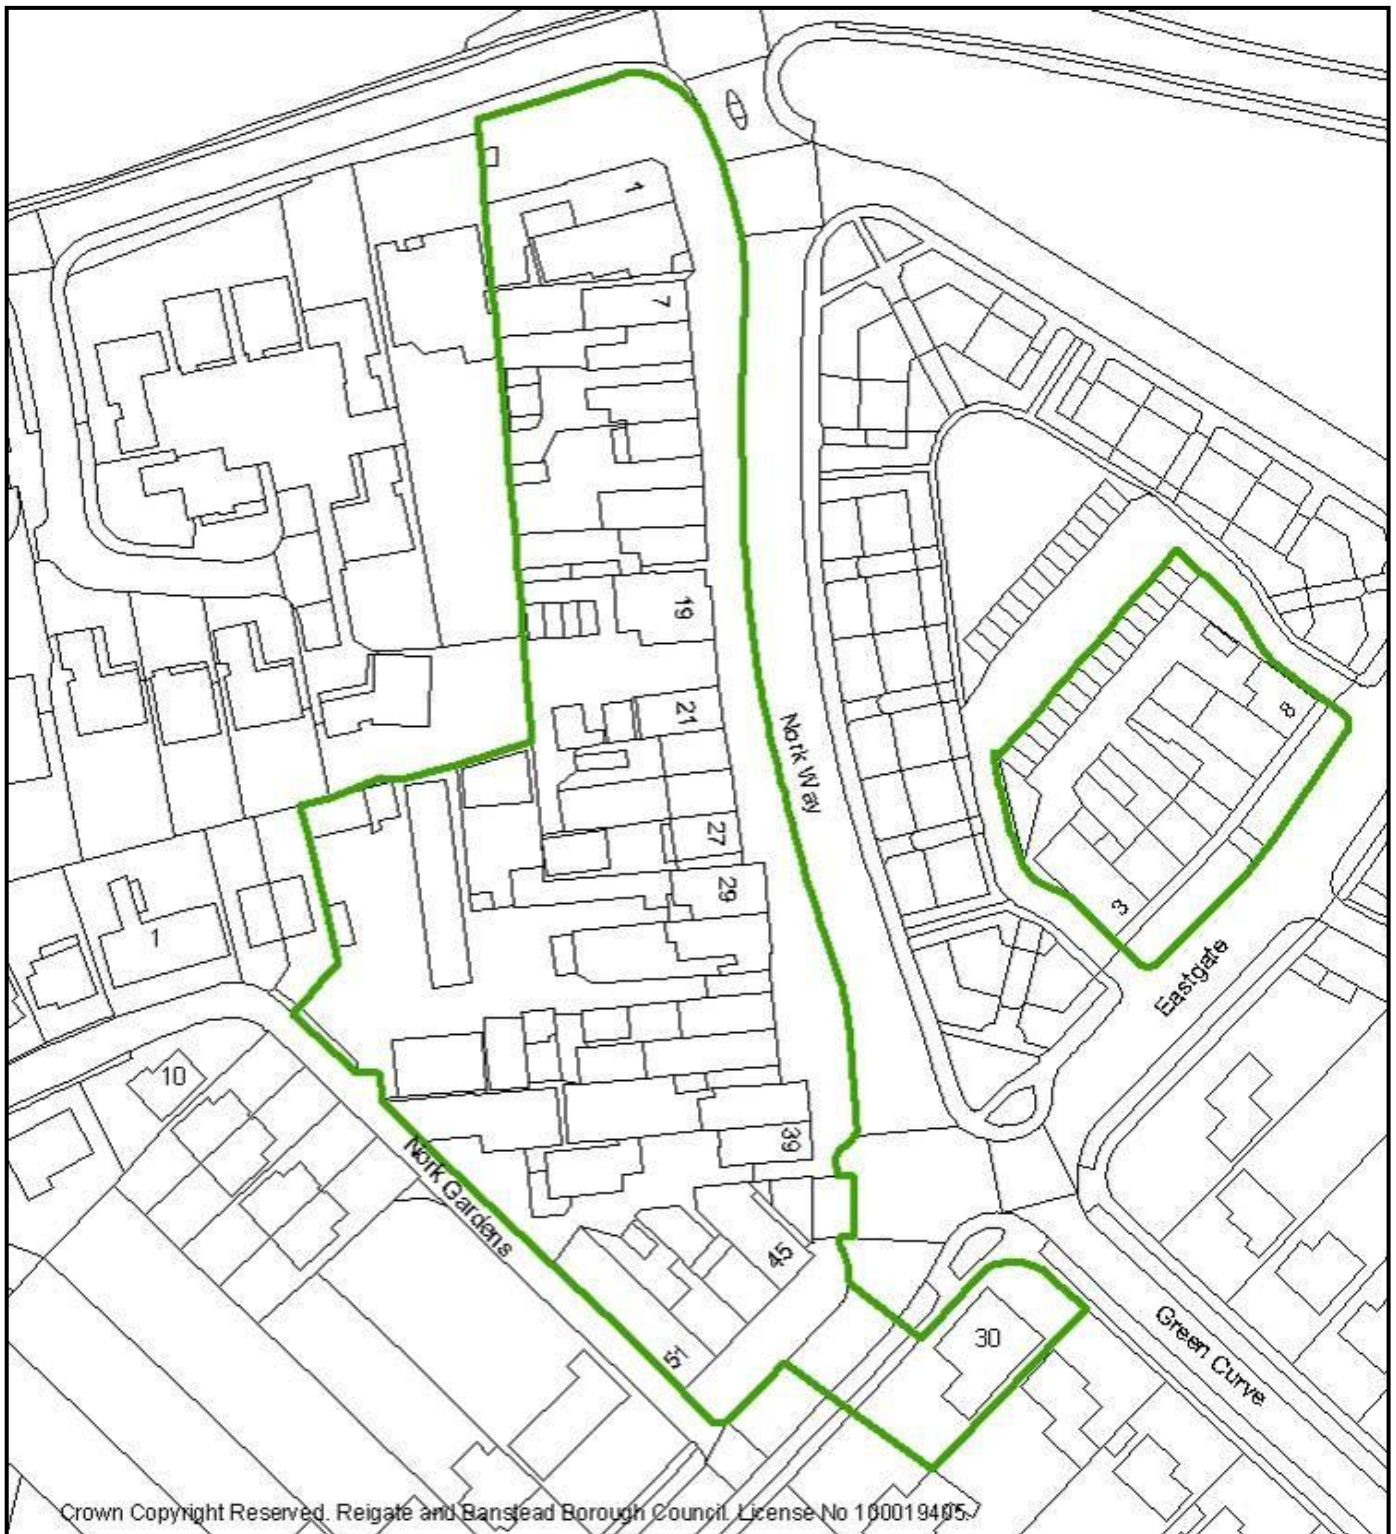 1
7
19
21
Nork Way
8
27
29
3
1
Eastgate
10
39
Nork Gardens
45
30
51
Green Curve
Crown Copyright Reserved. Reigate and Banstead Borough Council. License No 100019405.